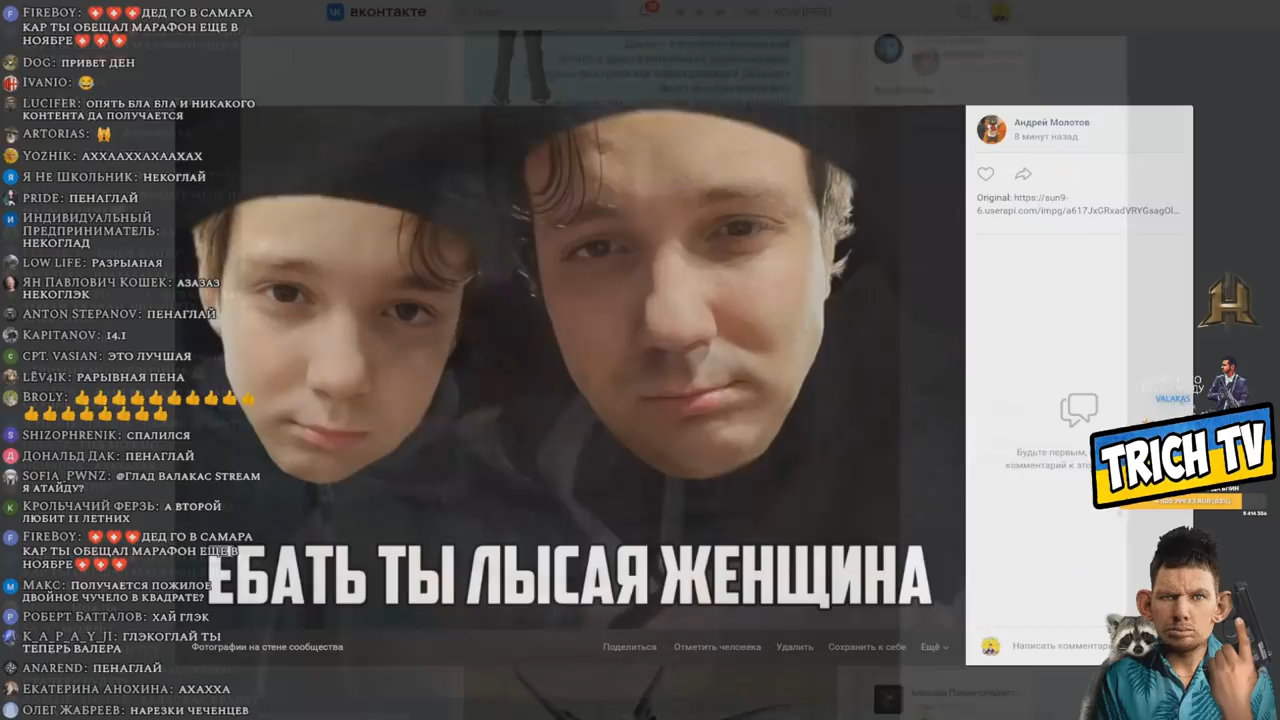 FIREBOY: ДЕД ГО В САМАРА
КАР ТЫ ОБЕЩАЛ МАРАФОН ЕЩЕ В
НОЯБРЕ
DOG: ПРИВЕТ ДЕН
IVANIO: 😂
LUCIFER: ОПЯТЬ БЛА БЛА И НИКАКОГО
КОНТЕНТА ДА ПОЛУЧАЕТСЯ
ARTORIAS:
YOZHIK: АХХААХХАХААХАХ
Я НЕ ШКОЛЬНИК: НЕКОГЛАЙ
PRIDE: ПЕНАГЛАЙ
ИНДИВИДУАЛЬНЫЙ
ПРЕДПРИНИМАТЕЛЬ:
НЕКОГЛАД
LOW LIFE: РАЗРЫАНАЯ
ЯН ПАВЛОВИЧ КОШЕК: АЗАЗАЗ
НЕКОГЛЭК
ANTON STEPANOV: ПЕНАГЛАЙ
KAPITANOV: 14.1
CPT. VASIAN: ЭТО ЛУЧШАЯ
LËV4IK: РАРЫВНАЯ ПЕНА
BROLY: 👍👍👍👍👍👍👍👍👍👍
👍👍👍👍👍👍👍👍
SHIZOPHRENIK: СПАЛИЛСЯ
ДОНАЛЬД ДАК: ПЕНАГЛАЙ
SOFIA_PWNZ: @ГЛАД ВАЛАКАС STREAM
Я АТАЙДУ?
КРОЛЬЧАЧИЙ ФЕРЗЬ: А ВТОРОЙ
ЛЮБИТ 11 ЛЕТНИХ
FIREBOY: ДЕД ГО В САМАРА
КАР ТЫ ОБЕЩАЛ МАРАФОН ЕЩЕ В
НОЯБРЕ
МАКС: ПОЛУЧАЕТСЯ ПОЖИЛОЕ
ДВОЙНОЕ ЧУЧЕЛО В КВАДРАТЕ?
РОБЕРТ БАТТАЛОВ: ХАЙ ГЛЭК
K_A_P_A_Y_JI: ГЛЭКОГЛАЙ ТЫ
ТЕПЕРЬ ВАЛЕРА
ANAREND: ПЕНАГЛАЙ
ЕКАТЕРИНА АНОХИНА: АХАХХА
ОЛЕГ ЖАБРЕЕВ: НАРЕЗКИ ЧЕЧЕНЦЕВ
вконтакте
ЕБАТЬ ТЫ ЛЫСАЯ ЖЕНЩИНА
Фотографии на стене сообщества
Поделиться
Отметить человека
Удалить
Сохранить к себе
Ещё
Андрей Молотов
8 минут назад
Original: https://sun9-
6.userapi.com/impg/a617JxGRxadVRYGsagOl...
Будьте первым,
комментарий к
VALAKAS
TRICH TV
Написать